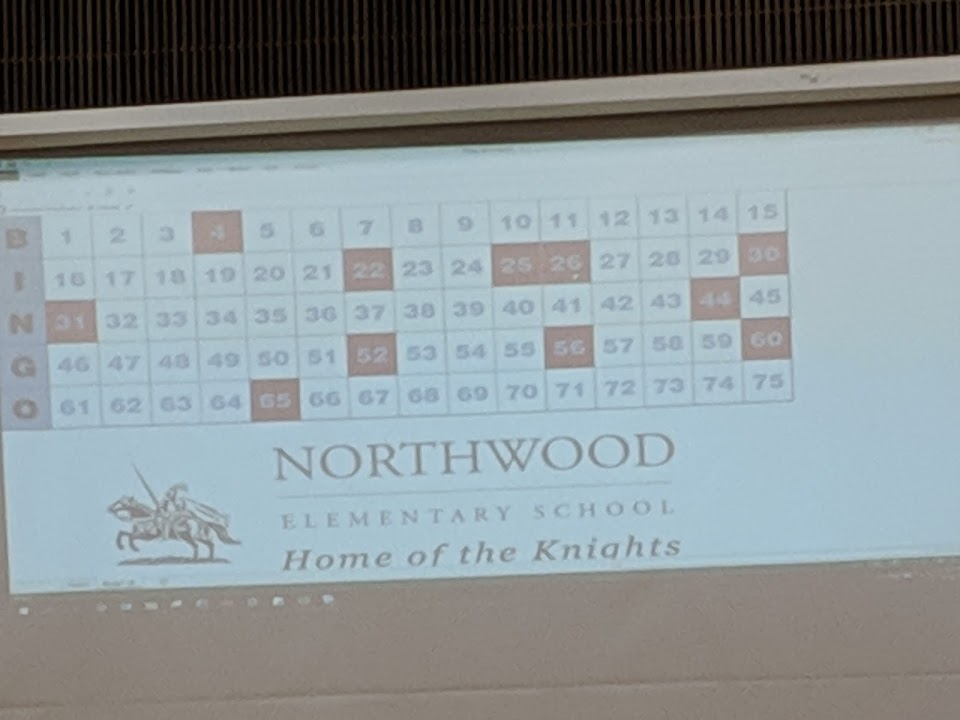 B 1 2 3 4 5 6 7 8 9 10 11 12 13 14 15
I 16 17 18 19 20 21 22 23 24 25 26 27 28 29 30
N 31 32 33 34 35 36 37 38 39 40 41 42 43 44 45
G 46 47 48 49 50 51 52 53 54 55 56 57 58 59 60
O 61 62 63 64 65 66 67 68 69 70 71 72 73 74 75
NORTHWOOD
ELEMENTARY SCHOOL
Home of the Knights